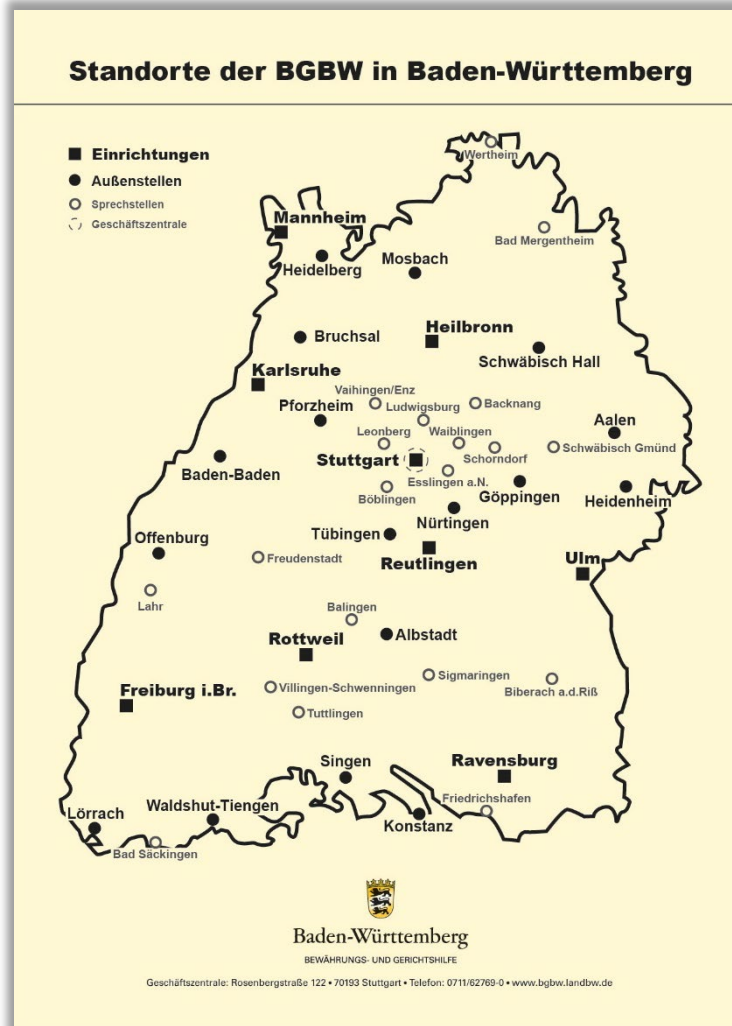 Standorte der BGBW in Baden-Württemberg
Einrichtungen
Außenstellen
Sprechstellen
Geschäftszentrale
Wertheim
Mannheim
Bad Mergentheim
Heidelberg
Mosbach
Bruchsal
Heilbronn
Schwäbisch Hall
Karlsruhe
Vaihingen/Enz
Pforzheim
Ludwigsburg
Backnang
Aalen
Leonberg
Waiblingen
Schwäbisch Gmünd
Stuttgart
Schorndorf
Baden-Baden
Esslingen a.N.
Böblingen
Göppingen
Heidenheim
Nürtingen
Offenburg
Tübingen
Freudenstadt
Reutlingen
Ulm
Lahr
Balingen
Albstadt
Rottweil
Sigmaringen
Villingen-Schwenningen
Biberach a.d.Riß
Freiburg i.Br.
Tuttlingen
Singen
Ravensburg
Friedrichshafen
Waldshut-Tiengen
Lörrach
Konstanz
Bad Säckingen
Baden-Württemberg
BEWÄHRUNGS- UND GERICHTSHILFE
Geschäftszentrale: Rosenbergstraße 122 • 70193 Stuttgart • Telefon: 0711/62769-0 • www.bgbw.landbw.de